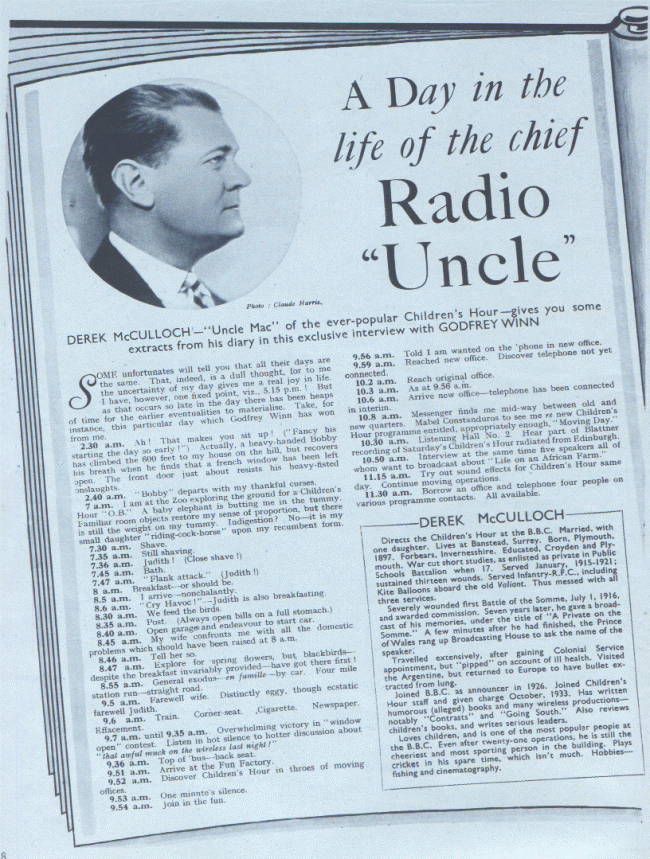 A Day in the
life of the chief
Radio
“Uncle”
Photo : Claude Harris.
DEREK McCULLOCH—“Uncle Mac” of the ever-popular Children's Hour—gives you some
extracts from his diary in this exclusive interview with GODFREY WINN
SOME unfortunates will tell you that all their days are
the same. That, indeed, is a dull thought, for to me
the uncertainty of my day gives me a real joy in life.
I have, however, one fixed point, viz., 5.15 p.m. ! But
as that occurs so late in the day there has been heaps
of time for the earlier eventualities to materialise. Take, for
instance, this particular day which Godfrey Winn has won
from me.
2.30 a.m. Ah ! That makes you sit up ! (“Fancy his
starting the day so early !”) Actually, a heavy-handed Bobby
has climbed the 800 feet to my house on the hill, but recovers
his breath when he finds that a french window has been left
open. The front door just about resists his heavy-fisted
onslaughts.
2.40 a.m. “Bobby” departs with my thankful curses.
7 a.m. I am at the Zoo exploring the ground for a Children's
Hour “O.B.” A baby elephant is butting me in the tummy.
Familiar room objects restore my sense of proportion, but there
is still the weight on my tummy. Indigestion? No—it is my
small daughter “riding-cock-horse” upon my recumbent form.
7.30 a.m. Shave.
7.35 a.m. Still shaving.
7.36 a.m. Judith ! (Close shave !)
7.45 a.m. Bath.
7.47 a.m. “Flank attack.” (Judith !)
8 a.m. Breakfast—or should be.
8.5 a.m. I arrive—nonchalantly.
8.6 a.m. “Cry Havoc !”—Judith is also breakfasting.
8.30 a.m. We feed the birds.
8.35 a.m. Post. (Always open bills on a full stomach.)
8.40 a.m. Open garage and endeavour to start car.
8.45 a.m. My wife confronts me with all the domestic
problems which should have been raised at 8 a.m.
8.46 a.m. Tell her so.
8.47 a.m. Explore for spring flowers, but blackbirds—
despite the breakfast invariably provided—have got there first !
8.55 a.m. General exodus—en famille—by car. Four mile
station run—straight road.
9.5 a.m. Farewell wife. Distinctly eggy, though ecstatic
farewell Judith.
9.6 a.m. Train. Corner-seat. Cigarette. Newspaper.
Effacement.
9.7 a.m. until 9.35 a.m. Overwhelming victory in “window
open” contest. Listen in hot silence to hotter discussion about
“that awful muck on the wireless last night !”
9.36 a.m. Top of 'bus—back seat.
9.51 a.m. Arrive at the Fun Factory.
9.52 a.m. Discover Children's Hour in throes of moving
offices.
9.53 a.m. One minute's silence.
9.54 a.m. Join in the fun.
9.56 a.m. Told I am wanted on the 'phone in new office.
9.59 a.m. Reached new office. Discover telephone not yet
connected.
10.2 a.m. Reach original office.
10.3 a.m. As at 9.56 a.m.
10.6 a.m. Arrive new office—telephone has been connected
in interim.
10.8 a.m. Messenger finds me mid-way between old and
new quarters. Mabel Constanduros to see me re new Children's
Hour programme entitled, appropriately enough, “Moving Day.”
10.30 a.m. Listening Hall No. 2. Hear part of Blattner
recording of Saturday's Children's Hour radiated from Edinburgh.
10.50 a.m. Interview at the same time five speakers all of
whom want to broadcast about “Life on an African Farm.”
11.15 a.m. Try out sound effects for Children's Hour same
day. Continue moving operations.
11.30 a.m. Borrow an office and telephone four people on
various programme contacts. All available.
DEREK McCULLOCH
Directs the Children's Hour at the B.B.C. Married, with
one daughter. Lives at Banstead, Surrey. Born, Plymouth,
1897. Forbears, Invernesshire. Educated, Croyden and Ply-
mouth. War cut short studies, as enlisted as private in Public
Schools Battalion when 17. Served January, 1915-1921;
sustained thirteen wounds. Served Infantry-R.F.C., including
Kite Balloons aboard the old Valiant. Thus messed with all
three services.
Severely wounded first Battle of the Somme, July 1, 1916,
and awarded commission. Seven years later, he gave a broad-
cast of his memories, under the title of “A Private on the
Somme.” A few minutes after he had finished, the Prince
of Wales rang up Broadcasting House to ask the name of the
speaker.
Travelled extensively, after gaining Colonial Service
appointment, but “pipped” on account of ill health. Visited
the Argentine, but returned to Europe to have bullet ex-
tracted from lung.
Joined B.B.C. as announcer in 1926. Joined Children's
Hour staff and given charge October, 1933. Has written
humorous (alleged) books and many wireless productions—
notably “Contrasts” and “Going South.” Also reviews
children's books, and writes serious leaders.
Loves children, and is one of the most popular people at
the B.B.C. Even after twenty-one operations, he is still the
cheeriest and most sporting person in the building. Plays
cricket in his spare time, which isn't much. Hobbies—
fishing and cinematography.
8